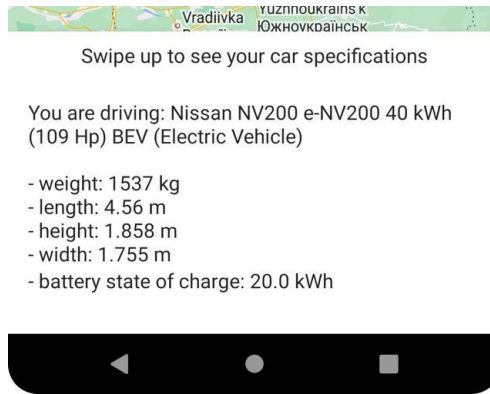 Vradiivka
Yuzhnoukrains'k
Южноукраїнськ
Swipe up to see your car specifications
You are driving: Nissan NV200 e-NV200 40 kWh
(109 Hp) BEV (Electric Vehicle)
- weight: 1537 kg
- length: 4.56 m
- height: 1.858 m
- width: 1.755 m
- battery state of charge: 20.0 kWh